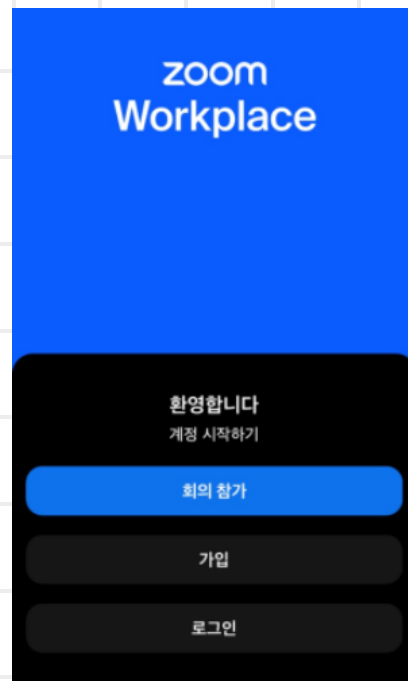 zoom
Workplace
환영합니다
계정 시작하기
회의 참가
가입
로그인